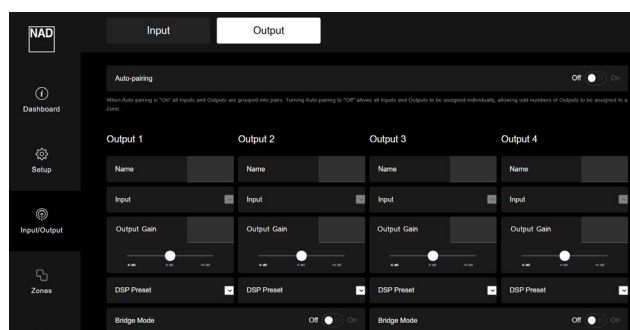 NAD
Input
Output
Auto-pairing
Off On
When Auto-pairing is "On" all Inputs and Outputs are grouped into pairs. Turning Auto-pairing to "Off" allows all Inputs and Outputs to be assigned individually, allowing odd numbers of Outputs to be assigned to a
Zone.
Dashboard
Setup
Input/Output
Zones
Output 1 Output 2 Output 3 Output 4
Name Name Name Name
Input Input Input Input
Output Gain Output Gain Output Gain Output Gain
DSP Preset DSP Preset DSP Preset DSP Preset
Bridge Mode Off On Bridge Mode Off On